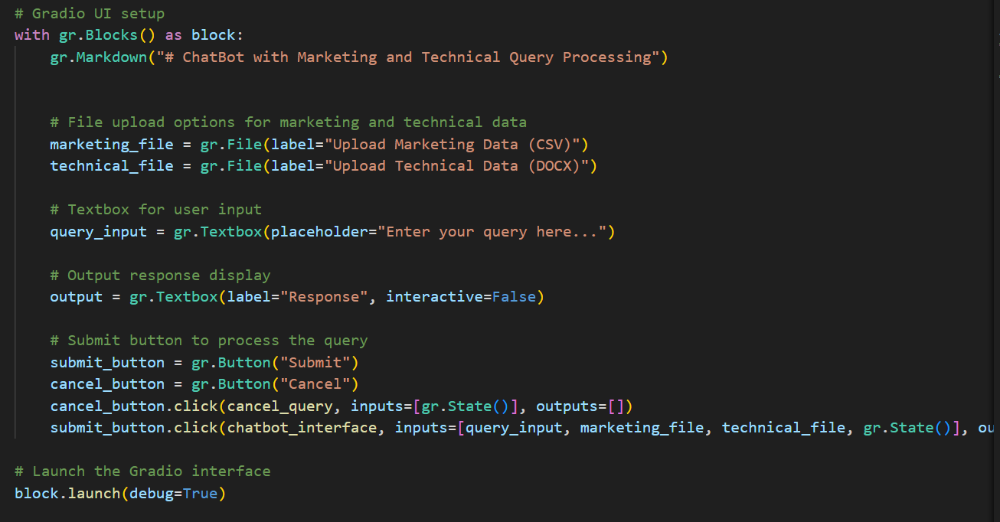 # Gradio UI setup
with gr.Blocks() as block:
    gr.Markdown("# ChatBot with Marketing and Technical Query Processing")
    # File upload options for marketing and technical data
    marketing_file = gr.File(label="Upload Marketing Data (CSV)")
    technical_file = gr.File(label="Upload Technical Data (DOCX)")
    # Textbox for user input
    query_input = gr.Textbox(placeholder="Enter your query here...")
    # Output response display
    output = gr.Textbox(label="Response", interactive=False)
    # Submit button to process the query
    submit_button = gr.Button("Submit")
    cancel_button = gr.Button("Cancel")
    cancel_button.click(cancel_query, inputs=[gr.State()], outputs=[])
    submit_button.click(chatbot_interface, inputs=[query_input, marketing_file, technical_file, gr.State()],
# Launch the Gradio interface
block.launch(debug=True)